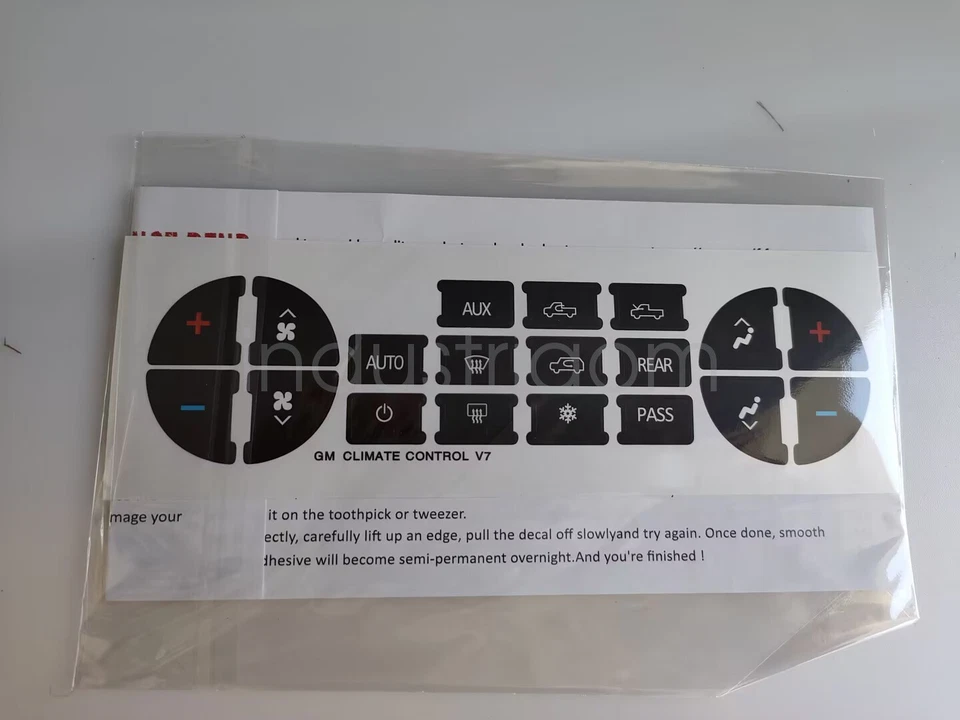 AUX
AUTO
REAR
PASS
GM CLIMATE CONTROL V7
mage your
it on the toothpick or tweezer.
ectly, carefully lift up an edge, pull the decal off slowlyand try again. Once done, smooth
dhesive will become semi-permanent overnight.And you're finished !